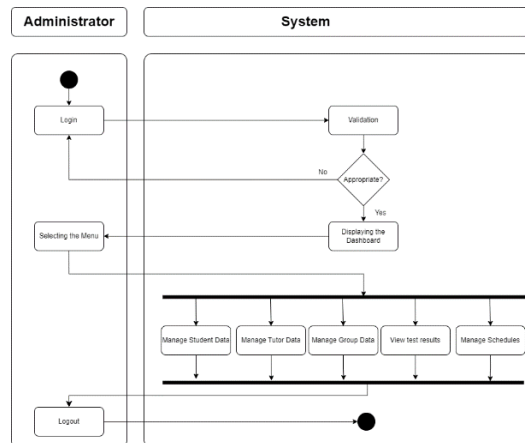 Administrator
System
Login
Validation
No
Appropriate?
Yes
Selecting the Menu
Displaying the
Dashboard
Manage Student Data
Manage Tutor Data
Manage Group Data
View test results
Manage Schedules
Logout